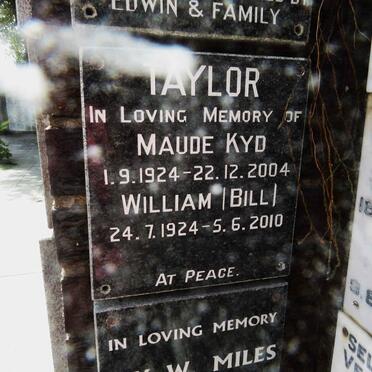 EDWIN & FAMILY
TAYLOR
IN LOVING MEMORY OF
MAUDE KYD
1.9.1924-22.12.2004
WILLIAM |BILL|
24.7.1924-5.6.2010
AT PEACE.
IN LOVING MEMORY
W. MILES